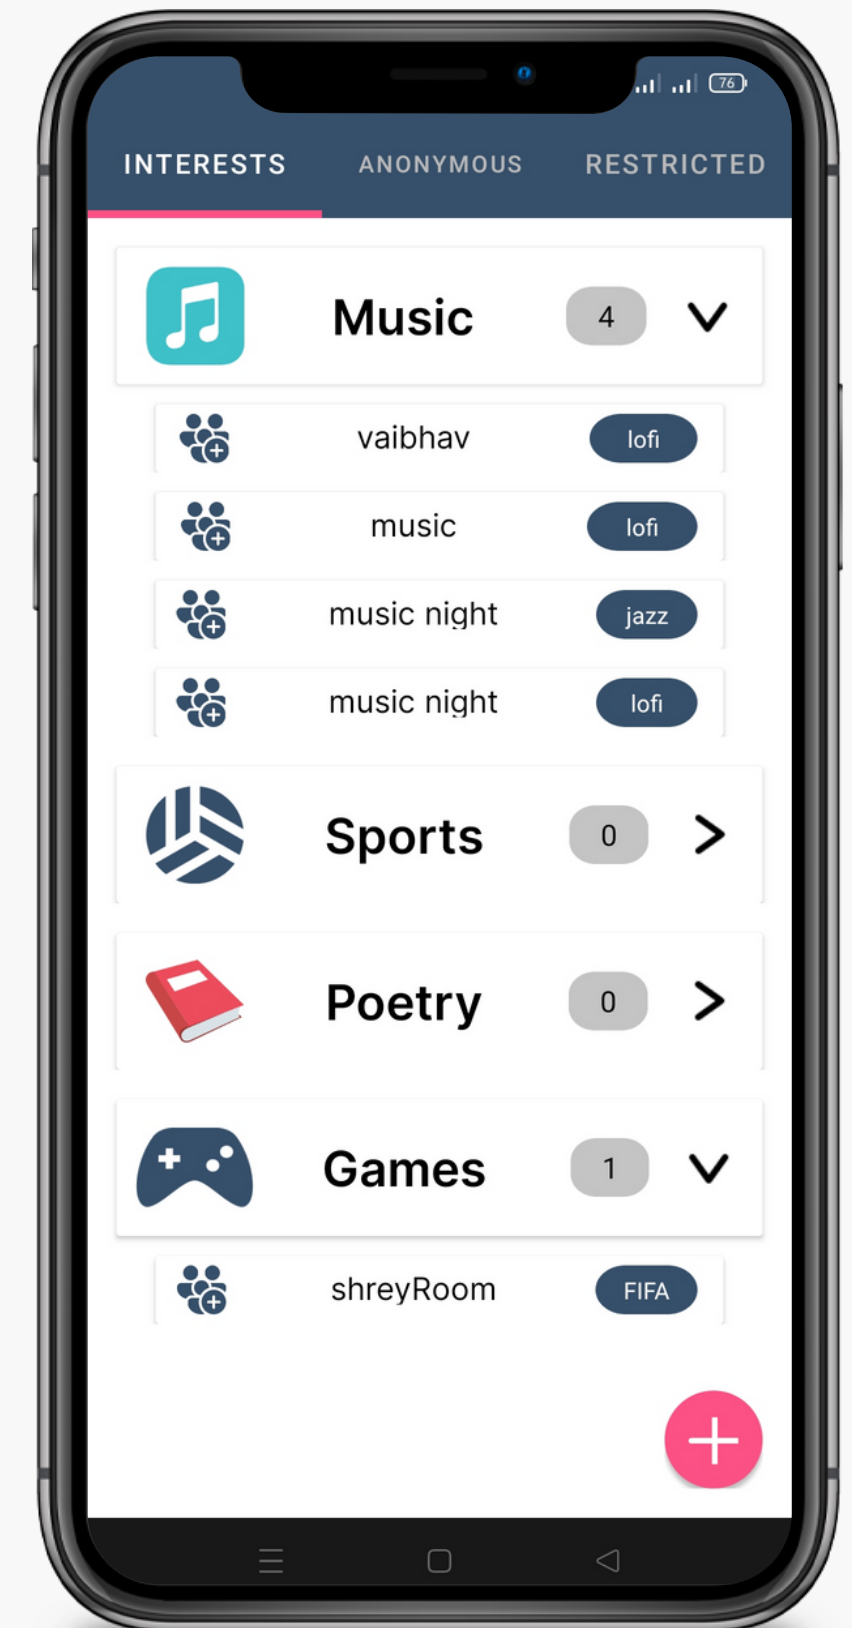 76
INTERESTS ANONYMOUS RESTRICTED
Music 4
vaibhav lofi
music lofi
music night jazz
music night lofi
Sports 0
Poetry 0
Games 1
shreyRoom FIFA